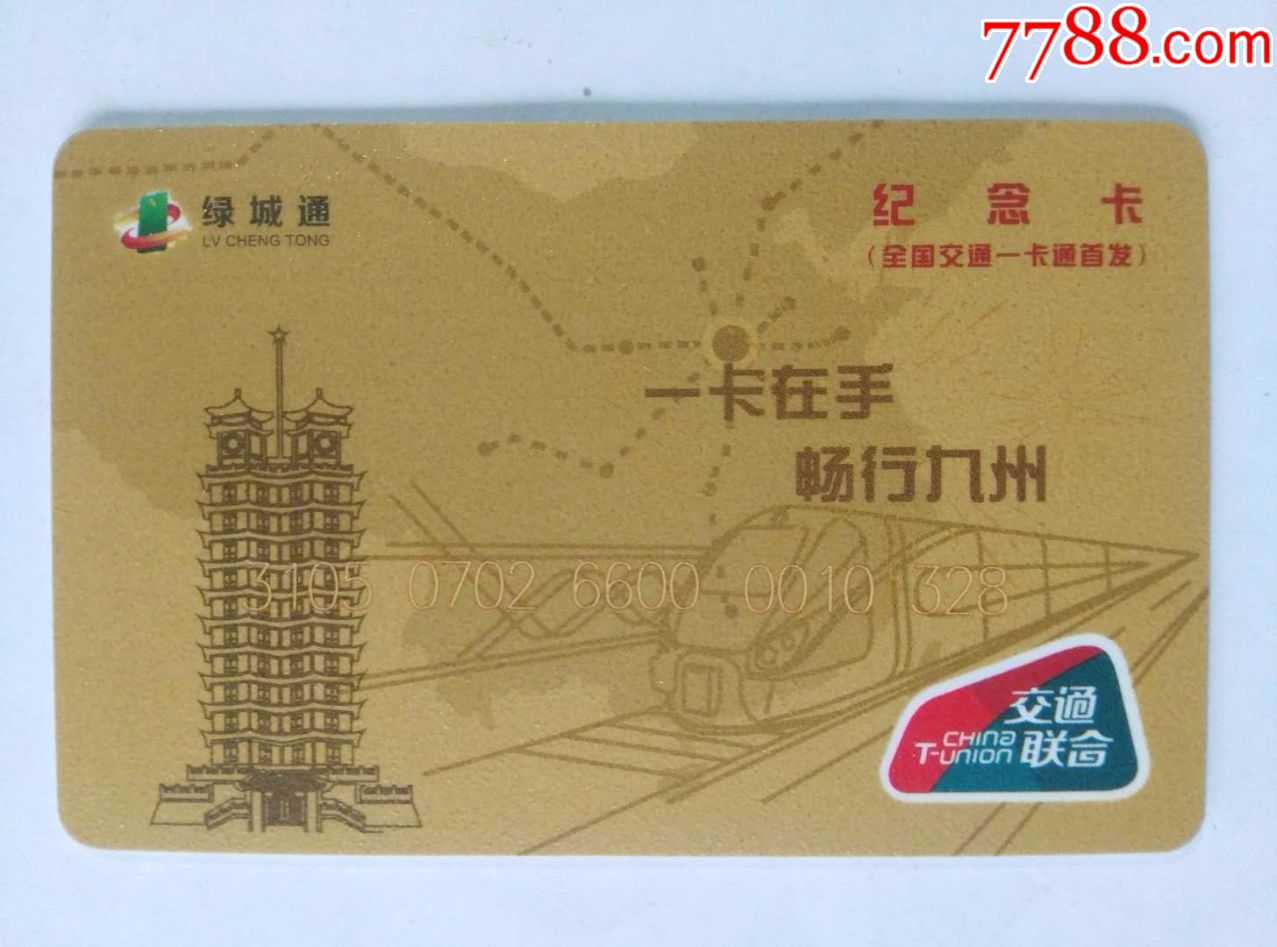 7788.com
绿城通
LV CHENG TONG
纪念卡
(全国交通一卡通首发)
一卡在手
畅行九州
3105 0702 6600 0010 328
交通
CHINA
T-UNION 联合